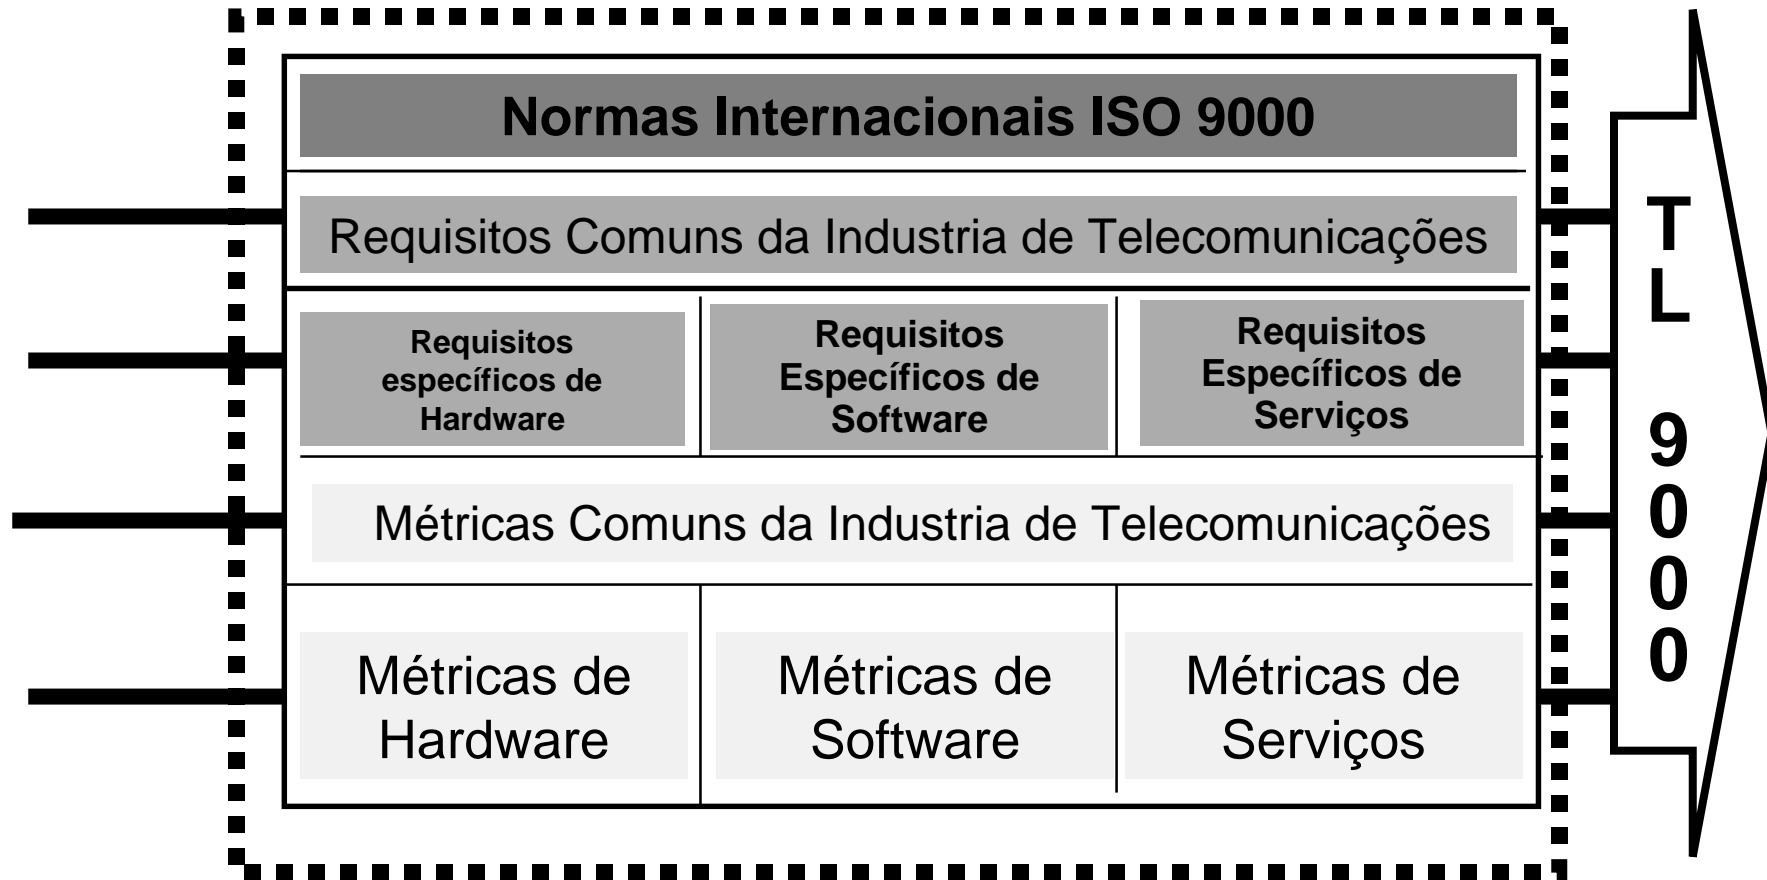 Normas Internacionais ISO 9000
Requisitos Comuns da Industria de Telecomunicações
Requisitos
específicos de
Hardware
Requisitos
Específicos de
Software
Requisitos
Específicos de
Serviços
Métricas Comuns da Industria de Telecomunicações
Métricas de
Hardware
Métricas de
Software
Métricas de
Serviços
T
L
9
0
0
0